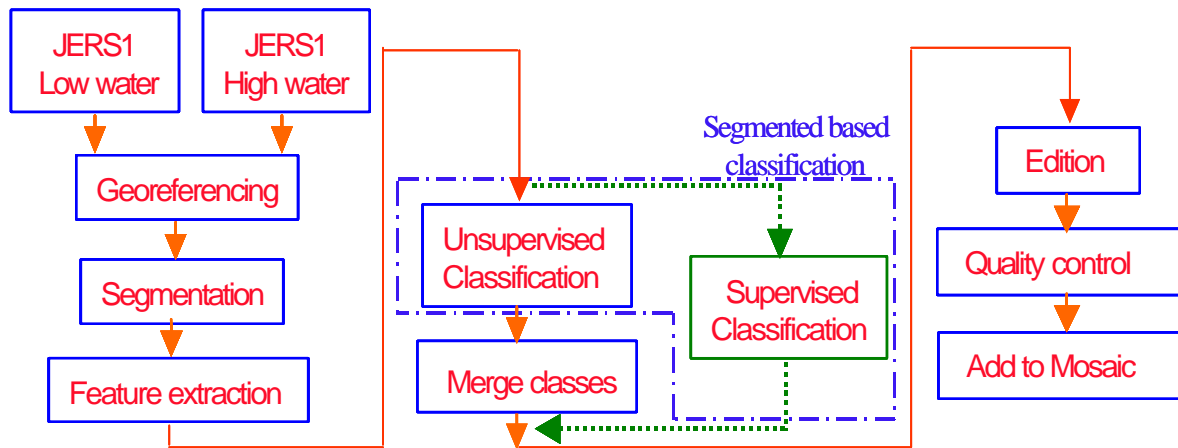 JERS1
Low water
JERS1
High water
Georeferencing
Segmentation
Feature extraction
Segmented based
classification
Unsupervised
Classification
Supervised
Classification
Merge classes
Edition
Quality control
Add to Mosaic